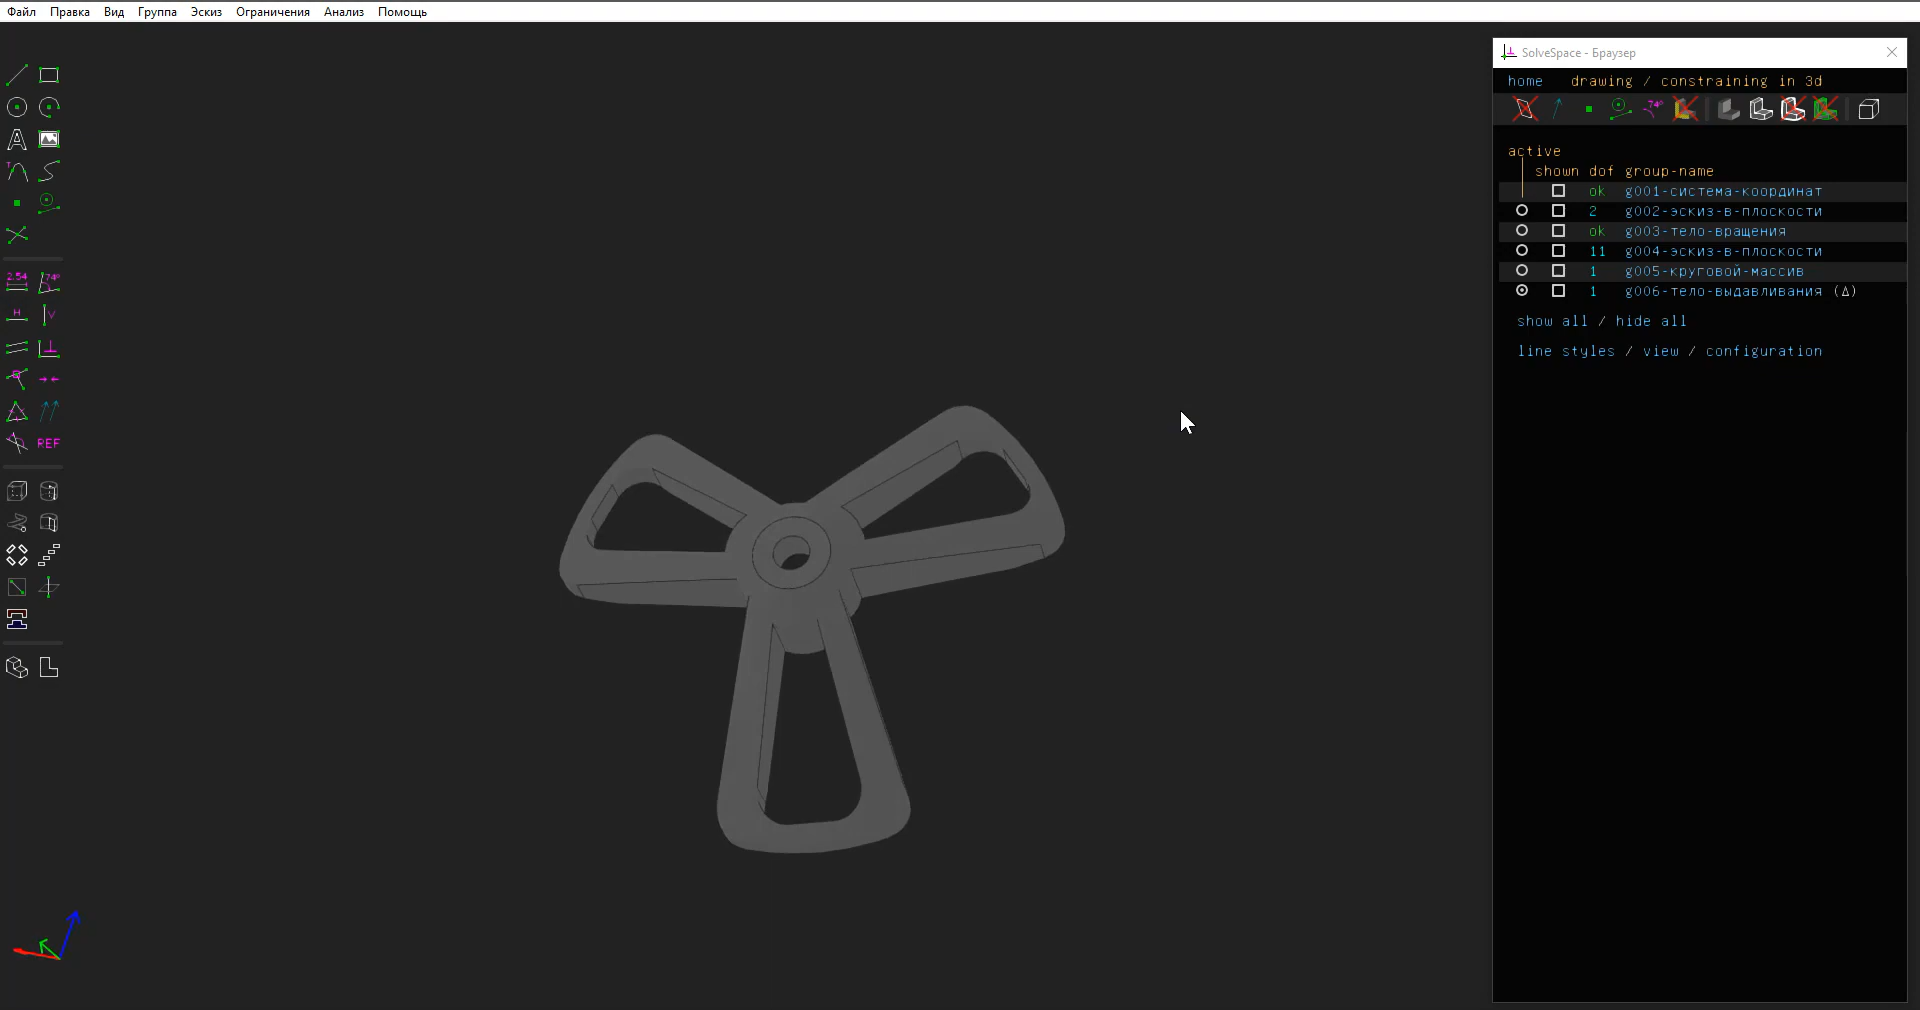 Файл Правка Вид Группа Эскиз Ограничения Анализ Помощь
SolveSpace - Браузер
home drawing / constraining in 3d
74°
active
shown dof group-name
ok g001-система-координат
2 g002-эскиз-в-плоскости
ok g003-тело-вращения
11 g004-эскиз-в-плоскости
1 g005-круговой-массив
1 g006-тело-выдавливания (Δ)
show all / hide all
line styles / view / configuration
A
T
2.54 74°
H V
REF